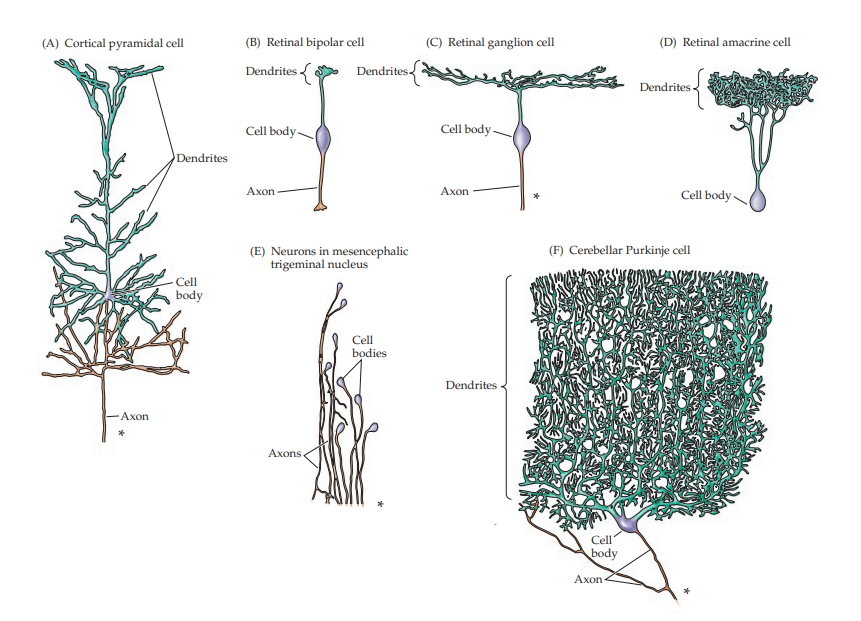 (A) Cortical pyramidal cell
Dendrites
Cell
body
Axon
*
(B) Retinal bipolar cell
Dendrites
Cell body
Axon
(C) Retinal ganglion cell
Dendrites
Cell body
Axon
*
(D) Retinal amacrine cell
Dendrites
Cell body
(E) Neurons in mesencephalic
trigeminal nucleus
Cell
bodies
Axons
*
(F) Cerebellar Purkinje cell
Dendrites
Cell
body
Axon
*